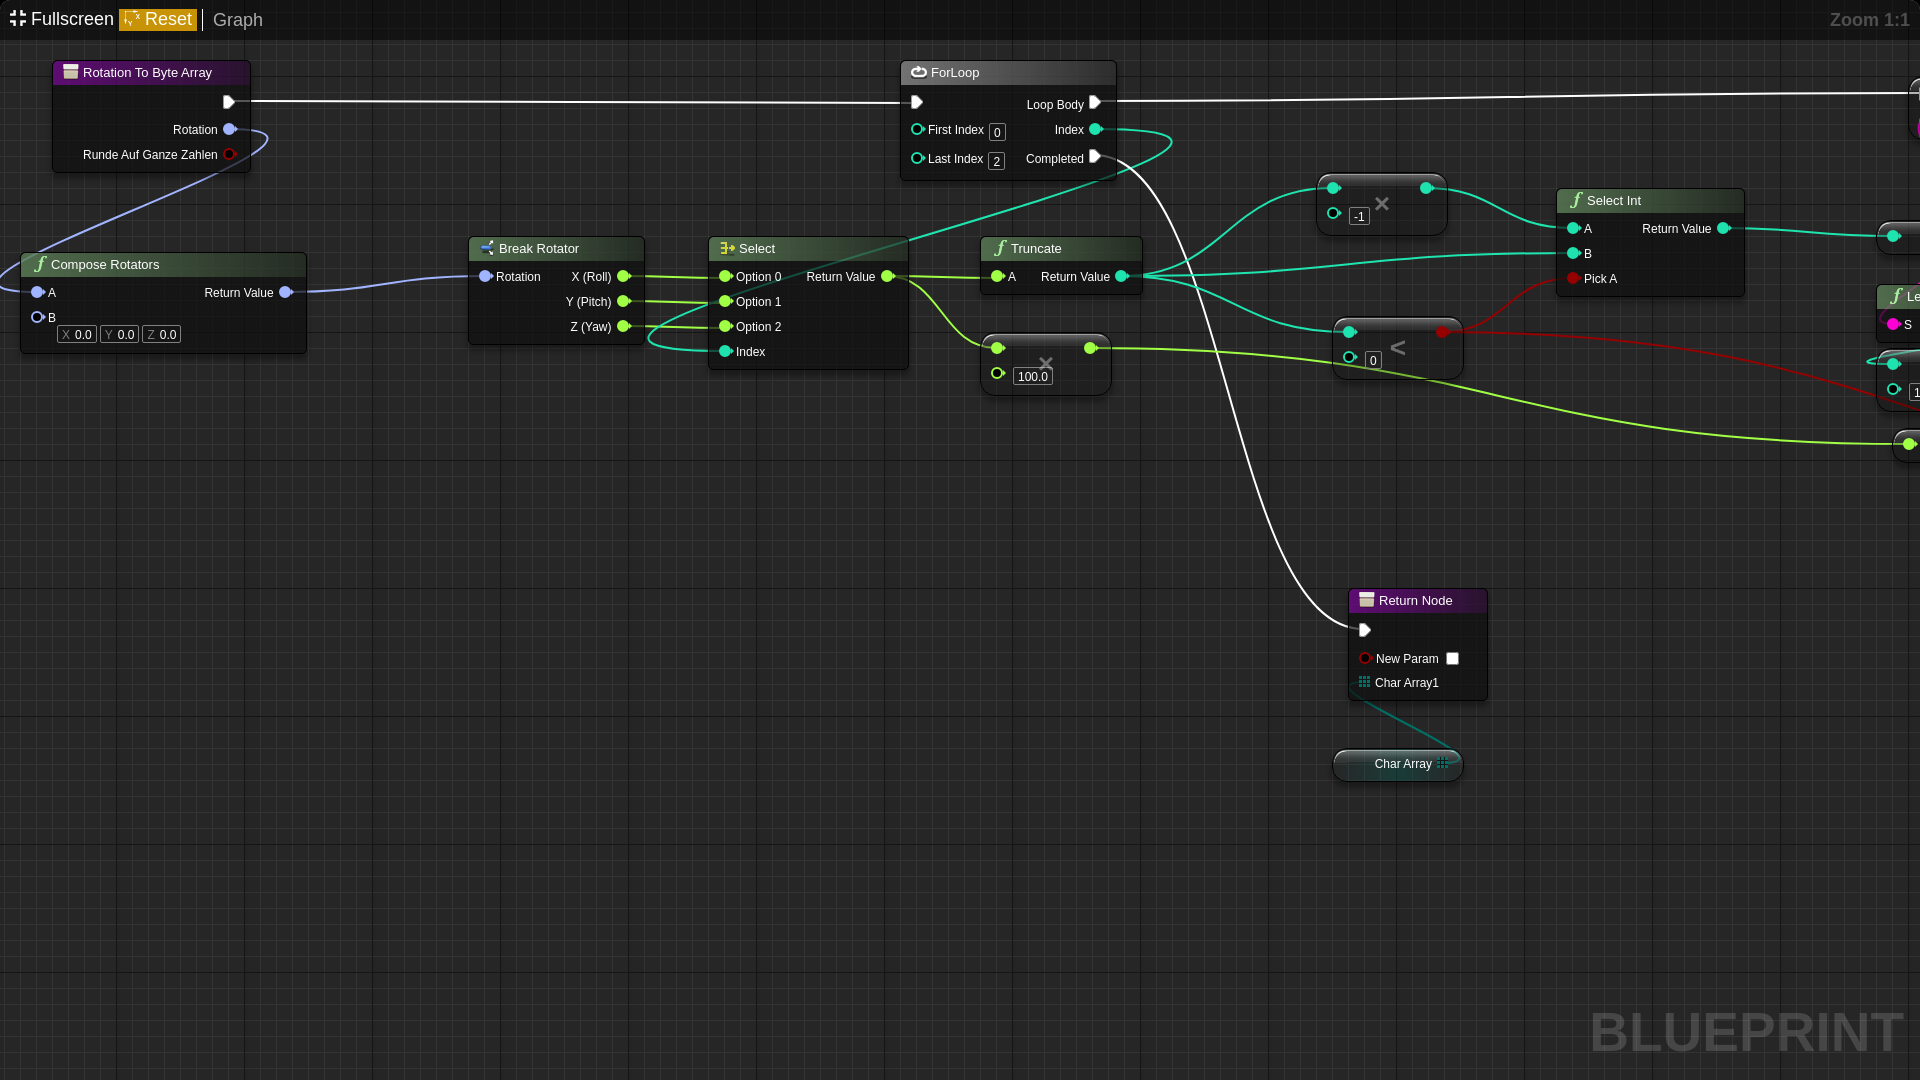 Fullscreen Reset Graph Zoom 1:1
Rotation To Byte Array
Rotation
Runde Auf Ganze Zahlen
ForLoop
Loop Body
First Index 0 Index
Last Index 2 Completed
-1
Select Int
A Return Value
B
Pick A
Compose Rotators
A Return Value
B
X 0.0 Y 0.0 Z 0.0
Break Rotator
Rotation X (Roll)
Y (Pitch)
Z (Yaw)
Select
Option 0 Return Value
Option 1
Option 2
Index
Truncate
A Return Value
×
100.0
×
0 <
Le
S
1
Return Node
New Param
Char Array1
Char Array
BLUEPRINT